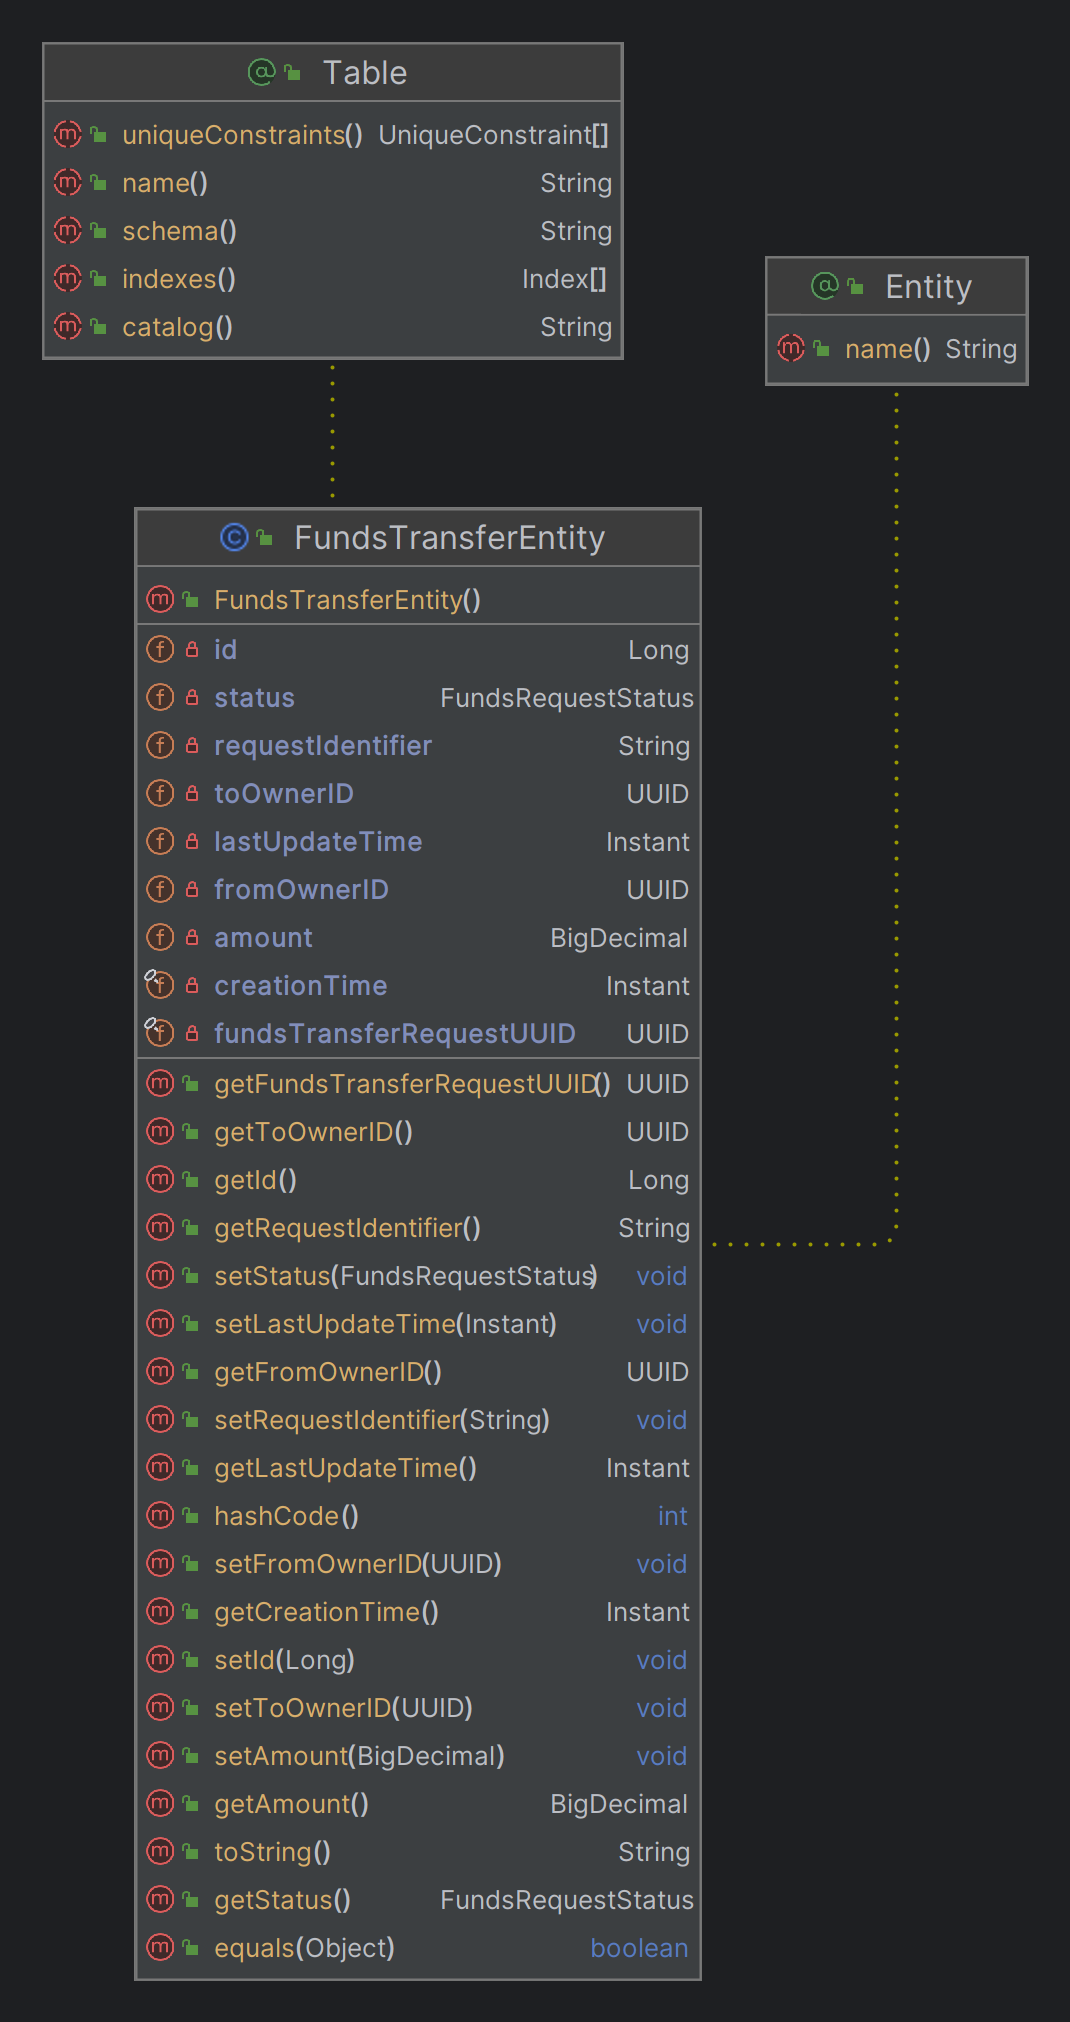 Table
uniqueConstraints() UniqueConstraint[]
name() String
schema() String
indexes() Index[]
catalog() String
Entity
name() String
FundsTransferEntity
FundsTransferEntity()
id Long
status FundsRequestStatus
requestIdentifier String
toOwnerID UUID
lastUpdateTime Instant
fromOwnerID UUID
amount BigDecimal
creationTime Instant
fundsTransferRequestUUID UUID
getFundsTransferRequestUUID() UUID
getToOwnerID() UUID
getId() Long
getRequestIdentifier() String
setStatus(FundsRequestStatus) void
setLastUpdateTime(Instant) void
getFromOwnerID() UUID
setRequestIdentifier(String) void
getLastUpdateTime() Instant
hashCode() int
setFromOwnerID(UUID) void
getCreationTime() Instant
setId(Long) void
setToOwnerID(UUID) void
setAmount(BigDecimal) void
getAmount() BigDecimal
toString() String
getStatus() FundsRequestStatus
equals(Object) boolean